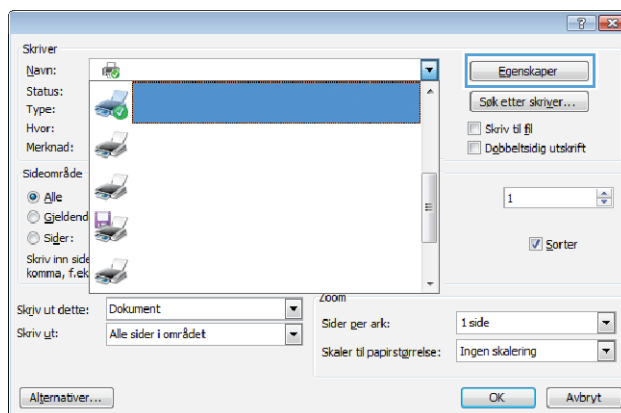 Skriver
Navn:
Egenskaper
Status:
Type:
Søk etter skriver...
Hvor:
Skriv til fil
Merknad:
Dobbeltsidig utskrift
Sideområde
Alle
1
Gjeldend
Sider:
Sorter
Skriv inn side
komma, f.ek
Zoom
Skriv ut dette: Dokument
Sider per ark: 1 side
Skriv ut: Alle sider i området
Skaler til papirstørrelse: Ingen skalering
Alternativer...
OK Avbryt